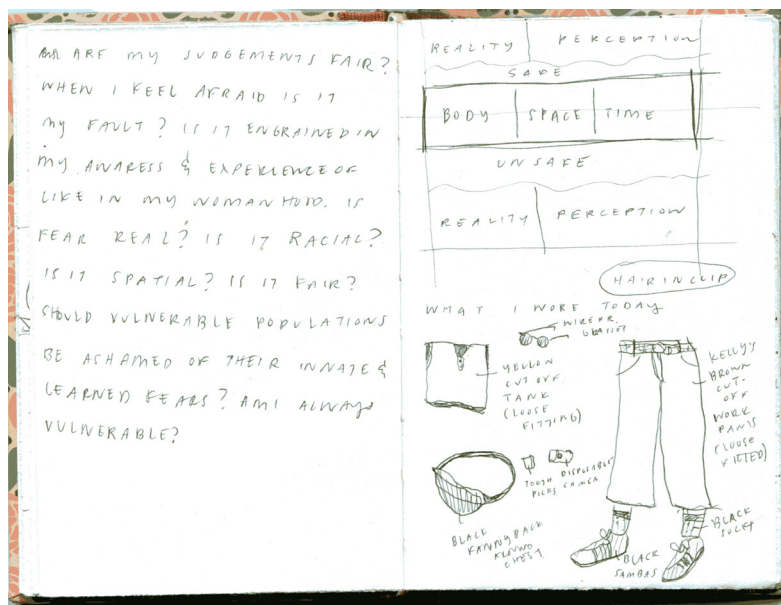 ARE MY JUDGEMENTS FAIR?
WHEN I FEEL AFRAID IS IT
MY FAULT? IS IT ENGRAINED IN
MY AWARESS & EXPERIENCE OF
LIKE IN MY WOMANHOOD. IS
FEAR REAL? IS IT RACIAL?
IS IT SPATIAL? IS IT FAIR?
SHOULD VULNERABLE POPULATIONS
BE ASHAMED OF THEIR INNATE &
LEARNED FEARS? AM I ALWAYS
VULNERABLE?
REALITY PERCEPTION
SAFE
BODY SPACE TIME
UNSAFE
REALITY PERCEPTION
HAIR IN CLIP
WHAT I WORE TODAY
GLASSES
YELLOW
CUT OFF
TANK
(LOOSE
FITTING)
KELLY'S
BROWN
CUT-
OFF
WORK
PANTS
(LOOSE
FITTED)
TOOTH
PICKS
DISPOSABLE
BLACK
FANNY PACK
AROUND
CHEST
BLACK
SOCKS
BLACK
SAMBAS